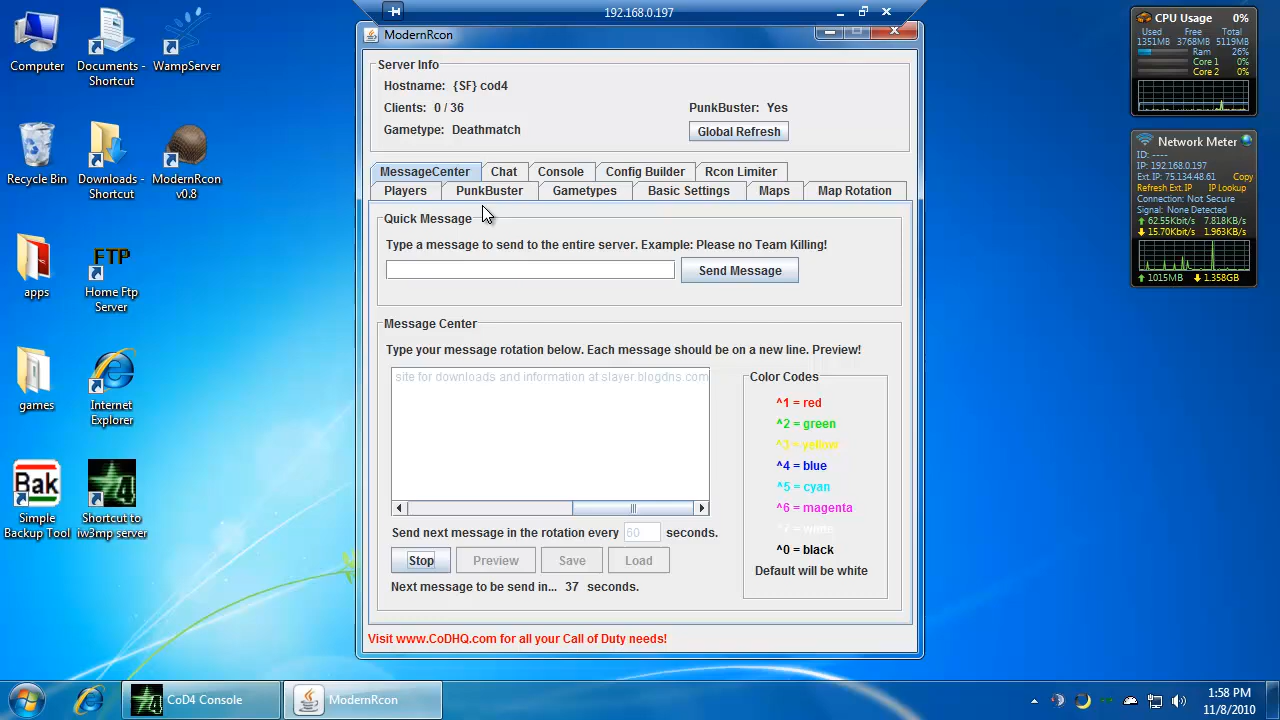 192.168.0.197
ModernRcon
Server Info
Hostname: {SF} cod4
Clients: 0 / 36
PunkBuster: Yes
Gametype: Deathmatch
Global Refresh
MessageCenter
Chat
Console
Config Builder
Rcon Limiter
Players
PunkBuster
Gametypes
Basic Settings
Maps
Map Rotation
Quick Message
Type a message to send to the entire server. Example: Please no Team Killing!
Send Message
Message Center
Type your message rotation below. Each message should be on a new line. Preview!
site for downloads and information at slayer.blogdns.com
Color Codes
^1 = red
^2 = green
^3 = yellow
^4 = blue
^5 = cyan
^6 = magenta
^7 = white
^0 = black
Default will be white
Send next message in the rotation every 60 seconds.
Stop
Preview
Save
Load
Next message to be send in... 37 seconds.
Visit www.CoDHQ.com for all your Call of Duty needs!
Computer
Documents - Shortcut
WampServer
Recycle Bin
Downloads - Shortcut
ModernRcon v0.8
apps
FTP
Home Ftp Server
games
Internet Explorer
Bak
Simple Backup Tool
4
Shortcut to iw3mp server
CPU Usage 0%
Used Free Total
1351MB 3768MB 5119MB
Ram 26%
Core 1 0%
Core 2 0%
Network Meter
ID: ----
IP: 192.168.0.197
Ext.IP: 75.134.48.61 Copy
Refresh Ext.IP IP Lookup
Connection: Not Secure
Signal: None Detected
62.55Kbit/s 7.818KB/s
15.70Kbit/s 1.963KB/s
1015MB 1.358GB
CoD4 Console
ModernRcon
1:58 PM
11/8/2010